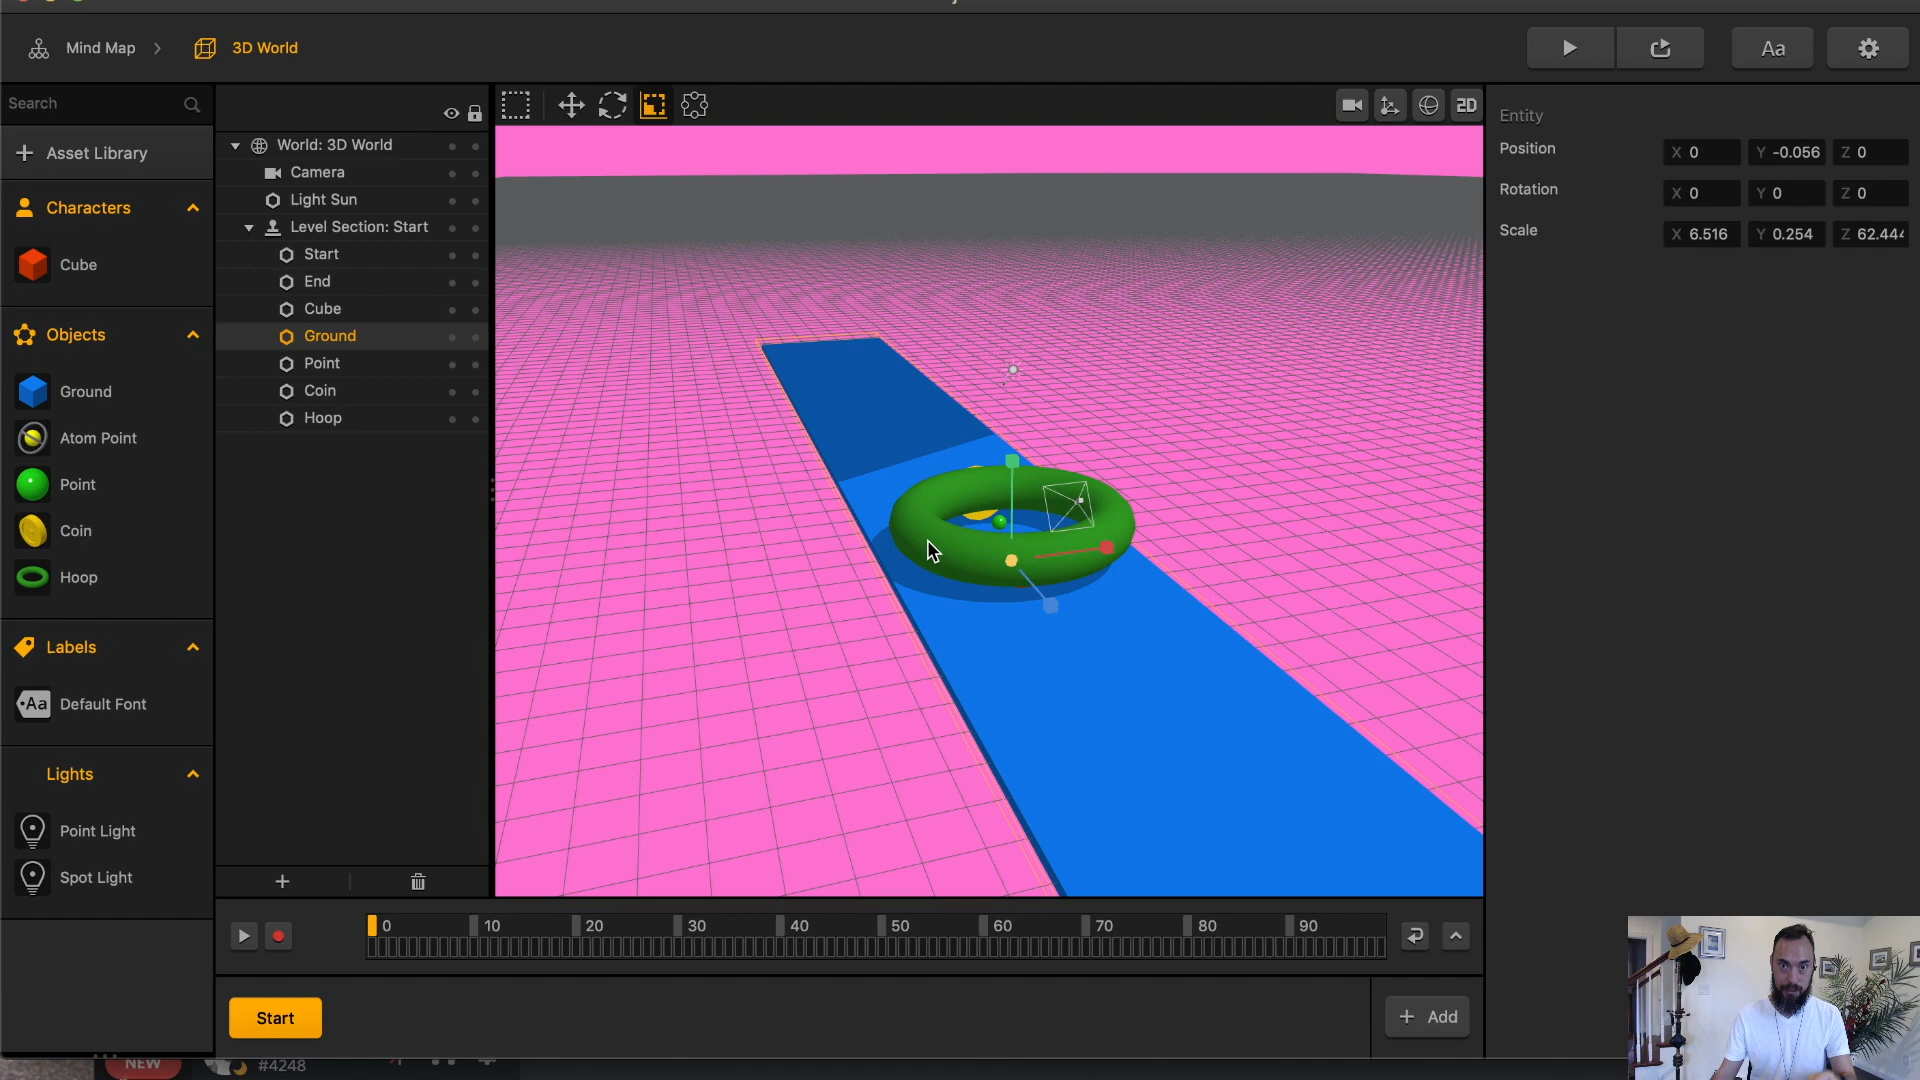 Mind Map
3D World
Aa
Search
Asset Library
Characters
Cube
Objects
Ground
Atom Point
Point
Coin
Hoop
Labels
•Aa Default Font
Lights
Point Light
Spot Light
World: 3D World
Camera
Light Sun
Level Section: Start
Start
End
Cube
Ground
Point
Coin
Hoop
2D
Entity
Position X 0 Y -0.056 Z 0
Rotation X 0 Y 0 Z 0
Scale X 6.516 Y 0.254 Z 62.444
0 10 20 30 40 50 60 70 80 90
Start
+ Add
NEW
#4248